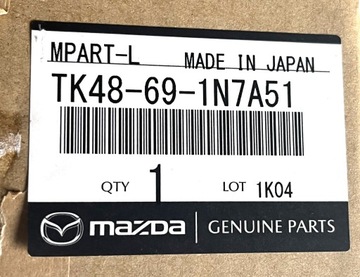 MPART-L MADE IN JAPAN
TK48-69-1N7A51
QTY 1 LOT 1K04
mazda GENUINE PARTS